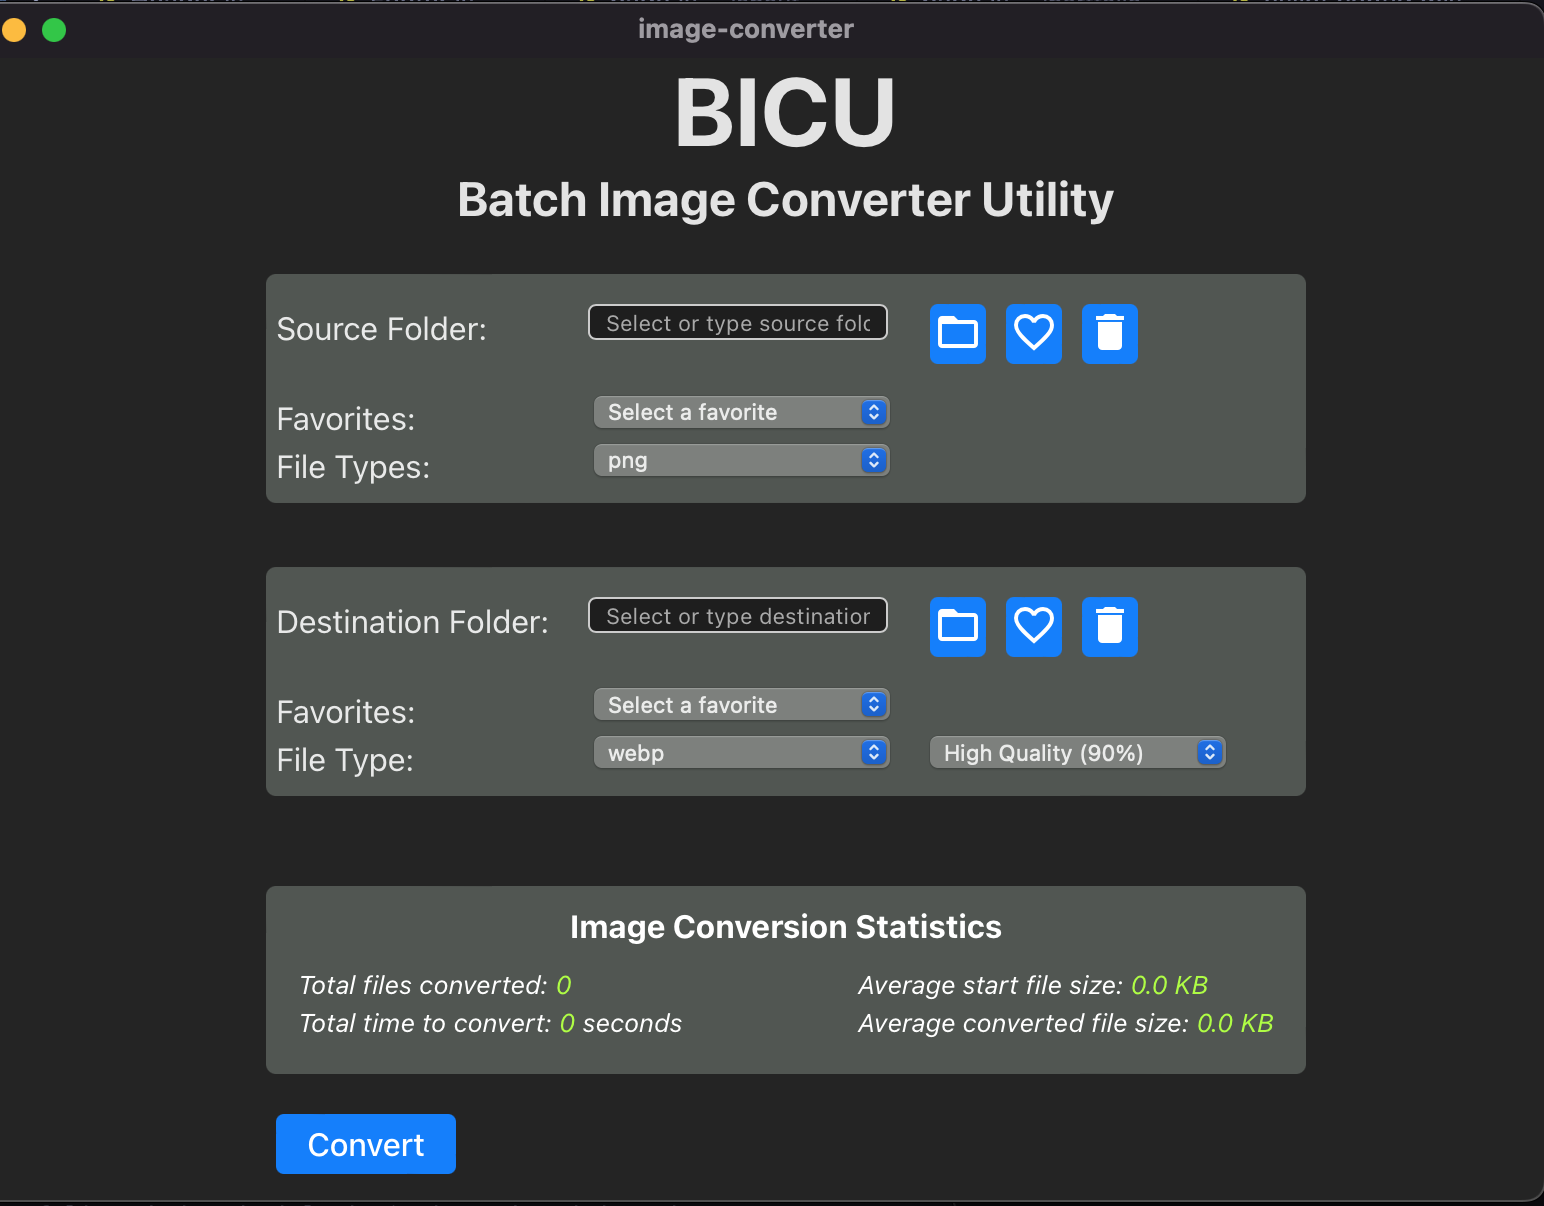 image-converter
BICU
Batch Image Converter Utility
Source Folder:
Select or type source fol
Favorites:
Select a favorite
File Types:
png
Destination Folder:
Select or type destination
Favorites:
Select a favorite
File Type:
webp
High Quality (90%)
Image Conversion Statistics
Total files converted: 0
Average start file size: 0.0 KB
Total time to convert: 0 seconds
Average converted file size: 0.0 KB
Convert